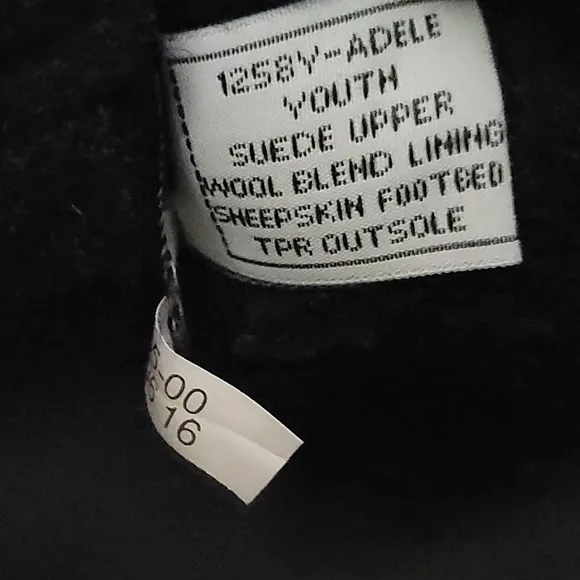 1258Y-ADELE
YOUTH
SUEDE UPPER
WOOL BLEND LINING
SHEEPSKIN FOOTBED
TPR OUTSOLE
-00
16